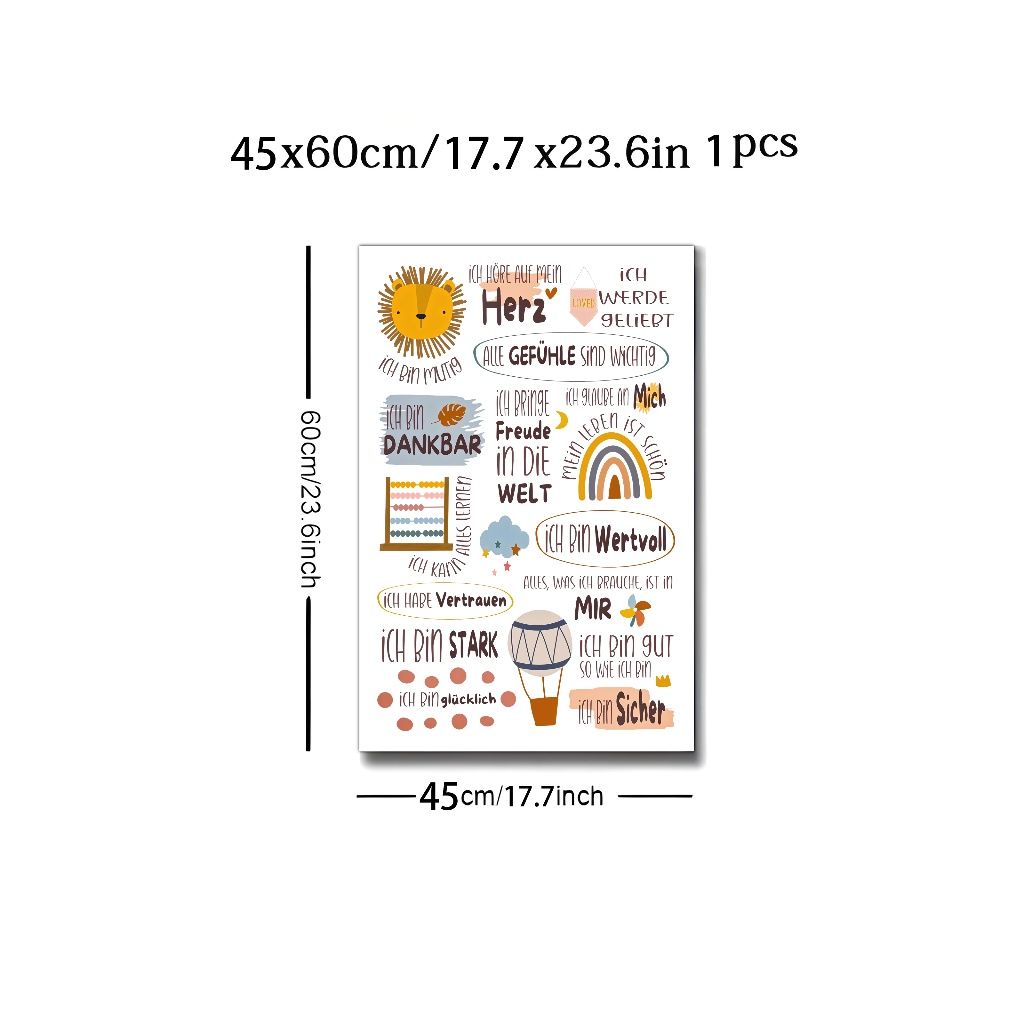 45x60cm/17.7 x23.6in 1pcs
ICH HÖRE AUF MEIN
Herz
LOVED
ICH
WERDE
GELIEBT
ICH BIN MUTIG
ALLE GEFÜHLE SIND WICHTIG
ICH BIN
DANKBAR
ICH BRINGE
Freude
IN DIE
WELT
ICH GLAUBE AN Mich
MEIN LEBEN IST SCHÖN
ICH KANN ALLES LERNEN
ICH BIN Wertvoll
ICH HABE Vertrauen
ALLES, WAS ICH BRAUCHE, IST IN
MIR
ICH BIN STARK
ICH BIN GUT
SO WIE ICH BIN
ICH BIN glücklich
ICH BIN Sicher
60cm/23.6inch
45cm/17.7inch